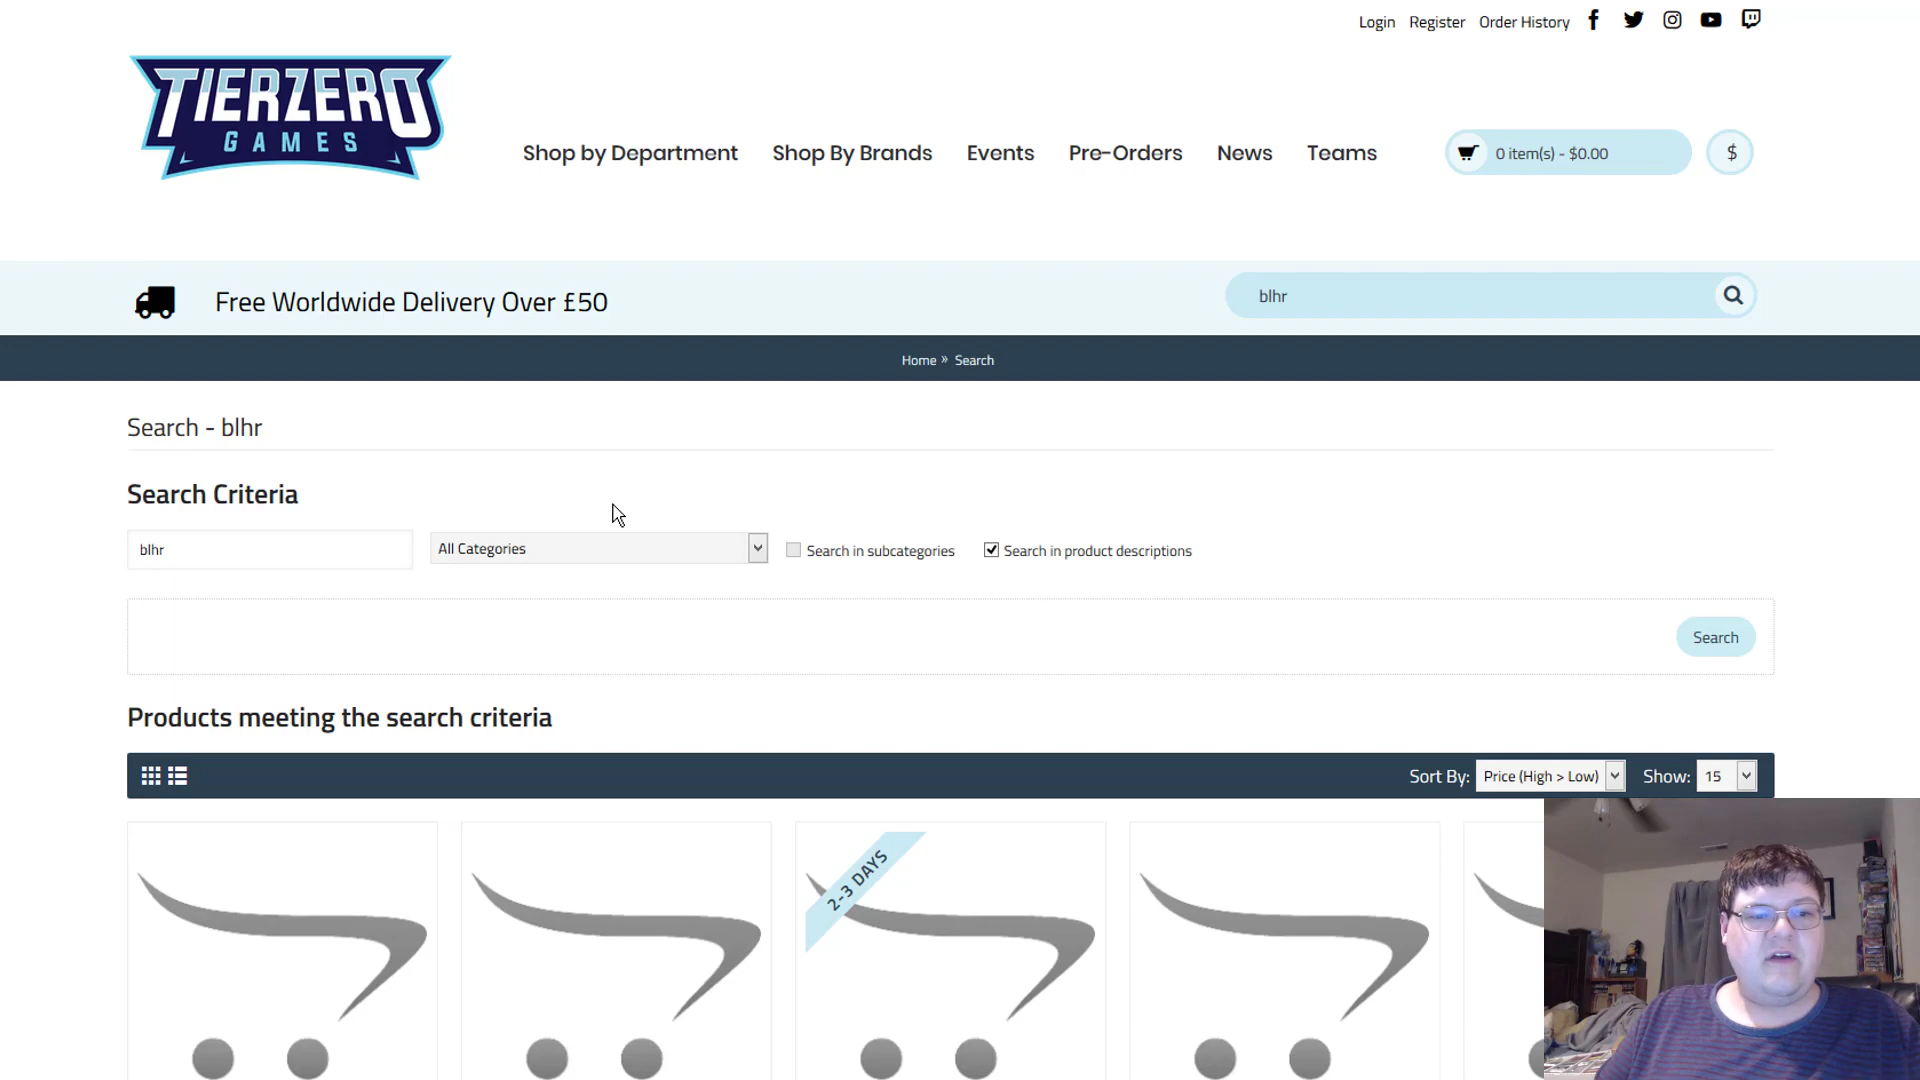 Login Register Order History
TIERZERO
GAMES
Shop by Department Shop By Brands Events Pre-Orders News Teams
0 item(s) - $0.00 $
Free Worldwide Delivery Over £50
blhr
Home » Search
Search - blhr
Search Criteria
blhr All Categories Search in subcategories Search in product descriptions
Search
Products meeting the search criteria
Sort By: Price (High > Low) Show: 15
2-3 DAYS